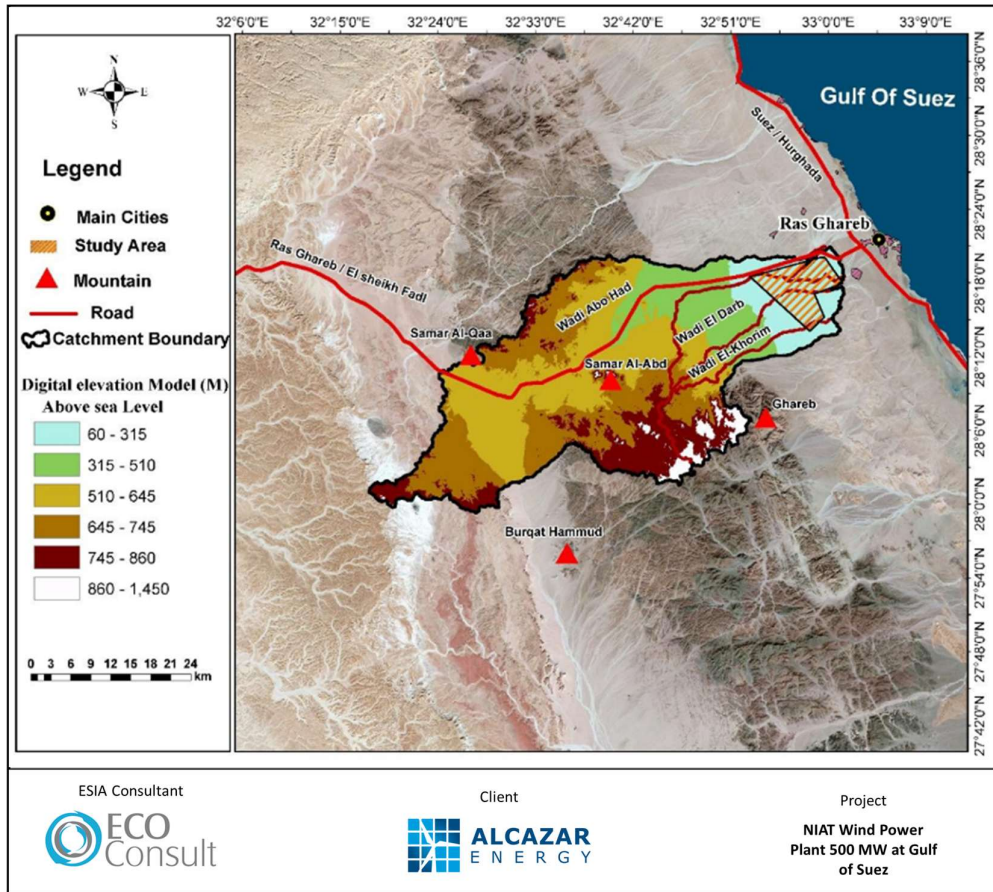 32°6'0"E 32°15'0"E 32°24'0"E 32°33'0"E 32°42'0"E 32°51'0"E 33°0'0"E 33°9'0"E
N
W E
S
Legend
Main Cities
Study Area
Mountain
Road
Catchment Boundary
Digital elevation Model (M)
Above sea Level
60 - 315
315 - 510
510 - 645
645 - 745
745 - 860
860 - 1,450
0 3 6 9 12 15 18 21 24
km
Gulf Of Suez
Suez / Hurghada
Ras Ghareb
Ras Ghareb / El sheikh Fadl
Wadi Abo Had
Wadi El Darb
Wadi El-Khorim
Samar Al-Qaa
Samar Al-Abd
Ghareb
Burqat Hammud
28°36'0"N
28°30'0"N
28°24'0"N
28°18'0"N
28°12'0"N
28°6'0"N
28°0'0"N
27°54'0"N
27°48'0"N
27°42'0"N
ESIA Consultant
ECO
Consult
Client
ALCAZAR
ENERGY
Project
NIAT Wind Power
Plant 500 MW at Gulf
of Suez